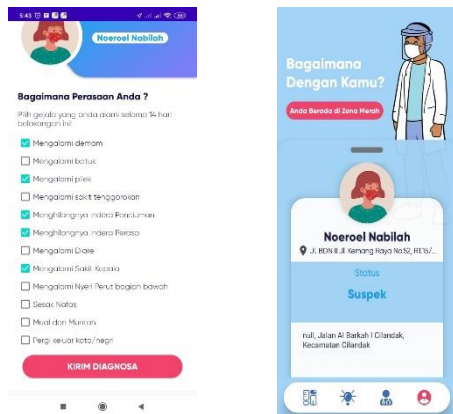 5:43
Noeroel Nabilah
Bagaimana Perasaan Anda ?
Pilih gejala yang anda alami selama 14 hari
belakangan ini!
Mengalami demam
Mengalami batuk
Mengalami pilek
Mengalami sakit tenggorokan
Menghilangnya Indera Penciuman
Menghilangnya Indera Perasa
Mengalami Diare
Mengalami Sakit Kepala
Mengalami Nyeri Perut bagian bawah
Sesak Nafas
Mual dan Muntah
Pergi keluar kota/negri
KIRIM DIAGNOSA
Bagaimana
Dengan Kamu?
Anda Berada di Zona Merah
Noeroel Nabilah
Jl. BDN II Jl Kemang Raya No.52, RT.15/...
Status
Suspek
null, Jalan Al Barkah I Cilandak,
Kecamatan Cilandak